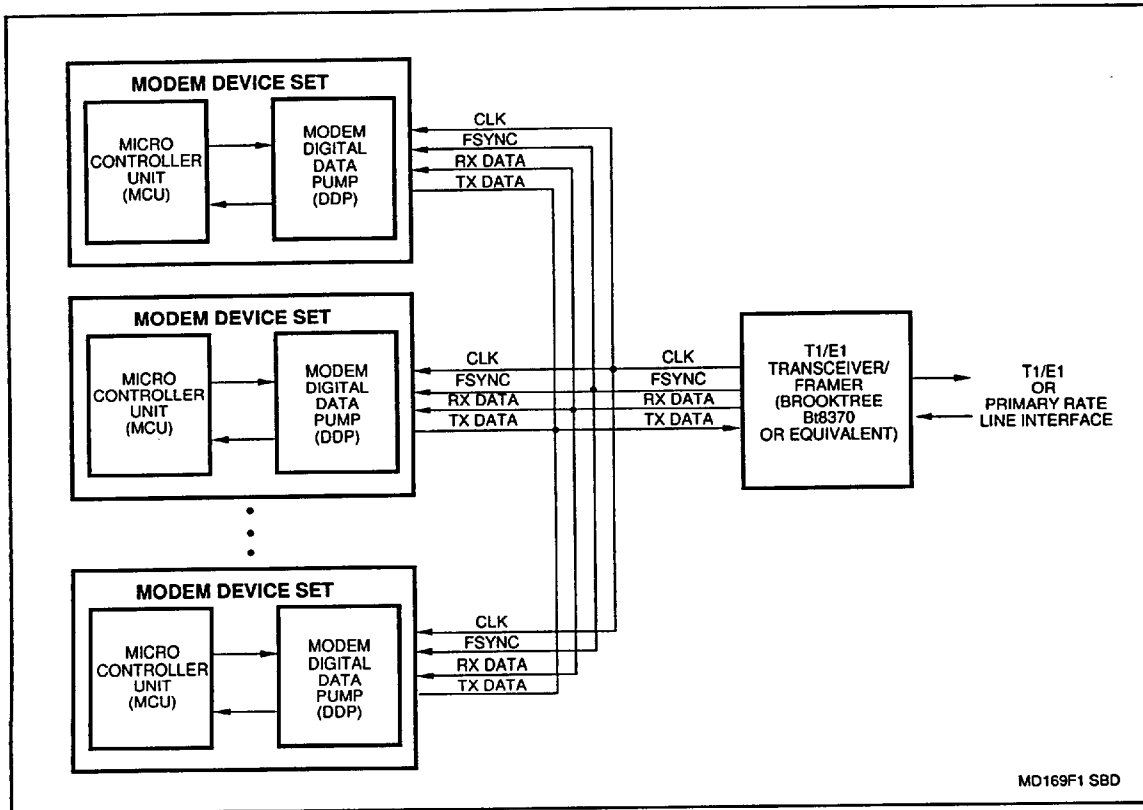 MODEM DEVICE SET
MICRO
CONTROLLER
UNIT
(MCU)
MODEM
DIGITAL
DATA
PUMP
(DDP)
CLK
FSYNC
RX DATA
TX DATA
MODEM DEVICE SET
MICRO
CONTROLLER
UNIT
(MCU)
MODEM
DIGITAL
DATA
PUMP
(DDP)
CLK
FSYNC
RX DATA
TX DATA
CLK
FSYNC
RX DATA
TX DATA
T1/E1
TRANSCEIVER/
FRAMER
(BROOKTREE
Bt8370
OR EQUIVALENT)
T1/E1
OR
PRIMARY RATE
LINE INTERFACE
MODEM DEVICE SET
MICRO
CONTROLLER
UNIT
(MCU)
MODEM
DIGITAL
DATA
PUMP
(DDP)
CLK
FSYNC
RX DATA
TX DATA
MD169F1 SBD